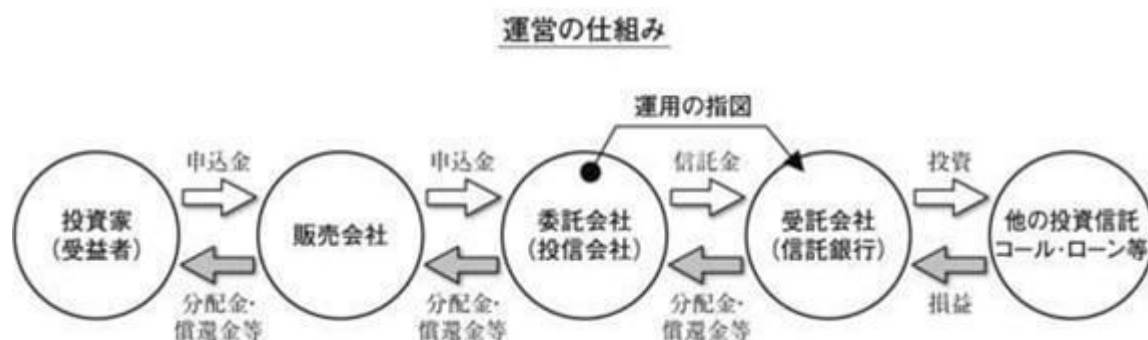 運営の仕組み
運用の指図
申込金
申込金
信託金
投資
投資家
(受益者)
販売会社
委託会社
(投信会社)
受託会社
(信託銀行)
他の投資信託
コール・ローン等
分配金・
償還金等
分配金・
償還金等
分配金・
償還金等
損益